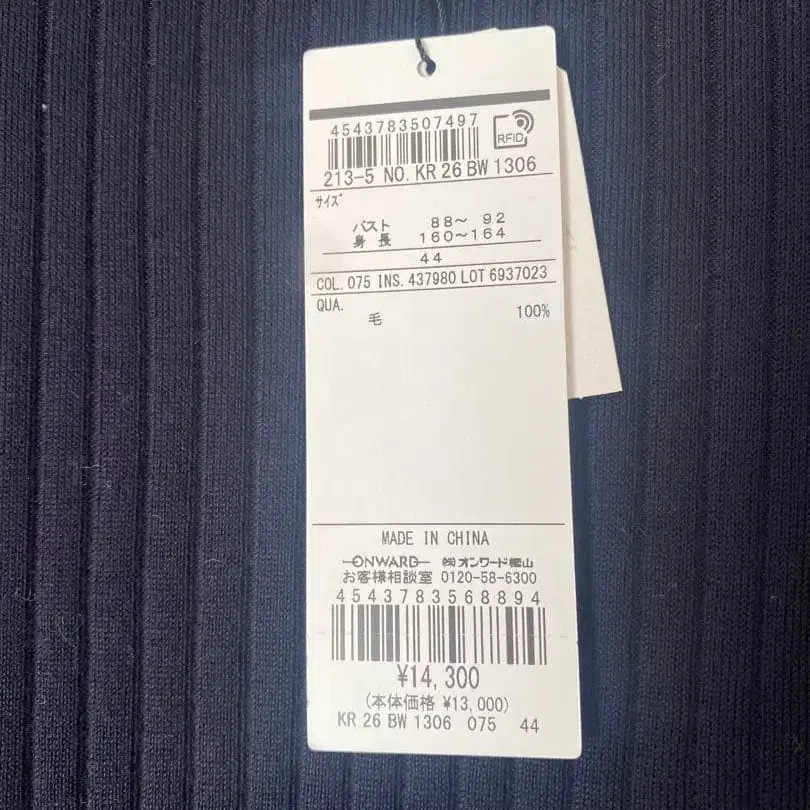 4543783507497
RFID
213-5 NO. KR 26 BW 1306
サイズ
バスト 88~ 92
身長 160~164
44
COL. 075 INS. 437980 LOT 6937023
QUA.
毛 100%
MADE IN CHINA
ONWARD ㈱オンワード樫山
お客様相談室 0120-58-6300
4543783568894
¥14,300
(本体価格 ¥13,000)
KR 26 BW 1306 075 44